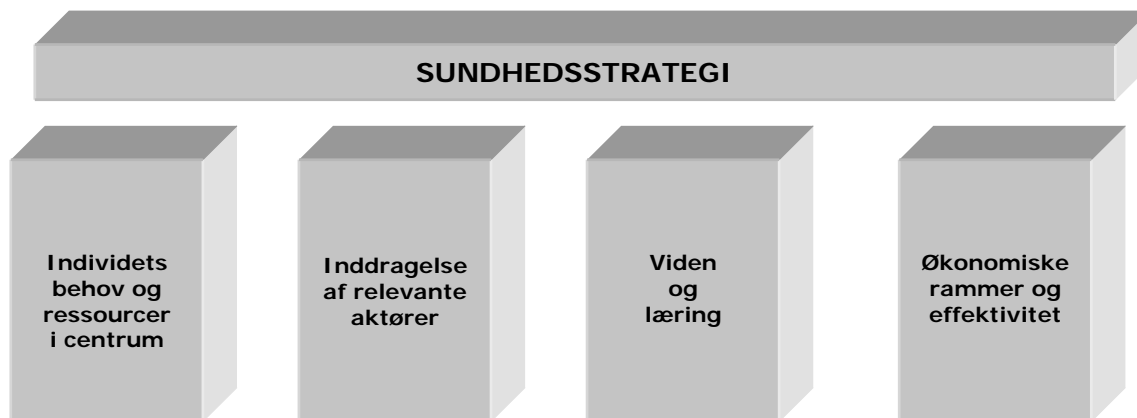 SUNDHEDSSTRATEGI
Individets
behov og
ressourcer
i centrum
Inddragelse
af relevante
aktører
Viden
og
læring
Økonomiske
rammer og
effektivitet